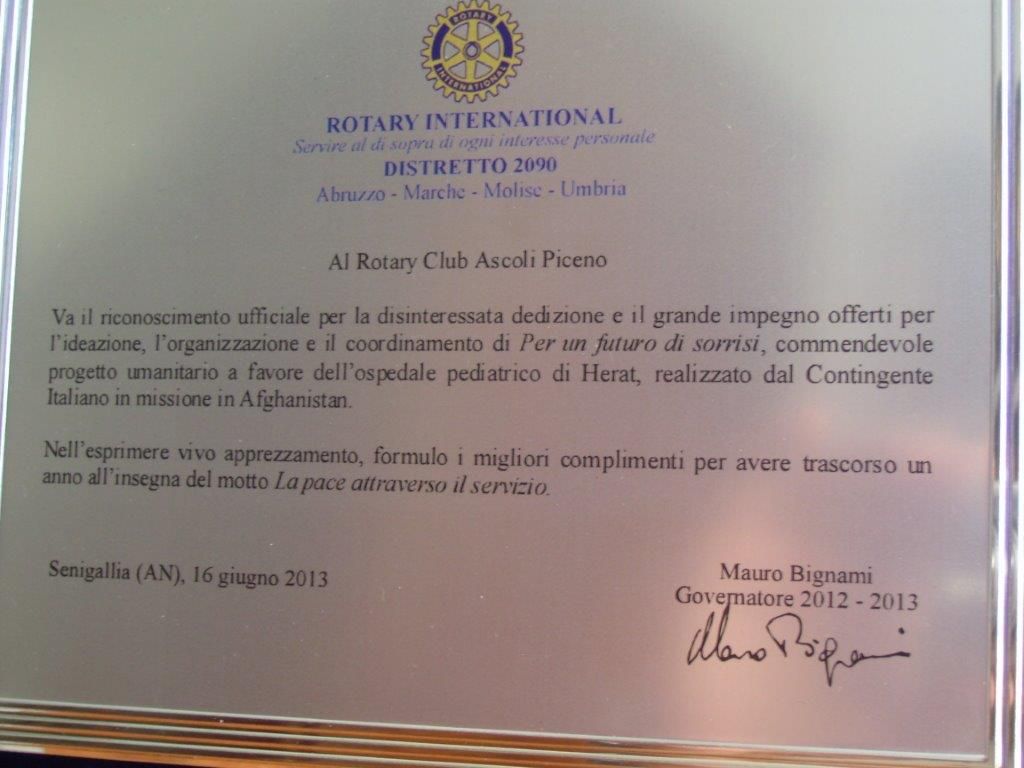 ROTARY
INTERNATIONAL
ROTARY INTERNATIONAL
Servire al di sopra di ogni interesse personale
DISTRETTO 2090
Abruzzo - Marche - Molise - Umbria
Al Rotary Club Ascoli Piceno
Va il riconoscimento ufficiale per la disinteressata dedizione e il grande impegno offerti per
l'ideazione, l'organizzazione e il coordinamento di Per un futuro di sorrisi, commendevole
progetto umanitario a favore dell'ospedale pediatrico di Herat, realizzato dal Contingente
Italiano in missione in Afghanistan.
Nell'esprimere vivo apprezzamento, formulo i migliori complimenti per avere trascorso un
anno all'insegna del motto La pace attraverso il servizio.
Senigallia (AN), 16 giugno 2013
Mauro Bignami
Governatore 2012 - 2013
Mauro Bignami